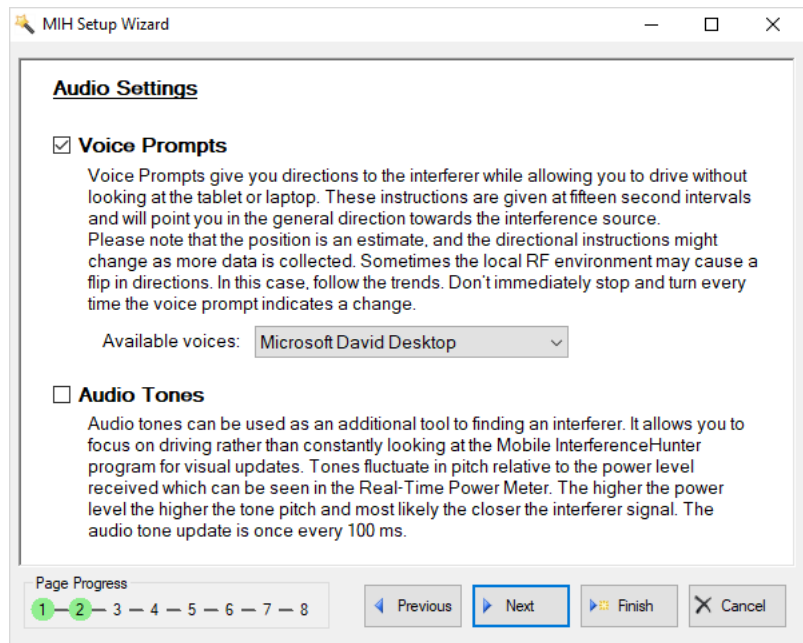 MIH Setup Wizard
Audio Settings
Voice Prompts
Voice Prompts give you directions to the interferer while allowing you to drive without
looking at the tablet or laptop. These instructions are given at fifteen second intervals
and will point you in the general direction towards the interference source.
Please note that the position is an estimate, and the directional instructions might
change as more data is collected. Sometimes the local RF environment may cause a
flip in directions. In this case, follow the trends. Don't immediately stop and turn every
time the voice prompt indicates a change.
Available voices: Microsoft David Desktop
Audio Tones
Audio tones can be used as an additional tool to finding an interferer. It allows you to
focus on driving rather than constantly looking at the Mobile InterferenceHunter
program for visual updates. Tones fluctuate in pitch relative to the power level
received which can be seen in the Real-Time Power Meter. The higher the power
level the higher the tone pitch and most likely the closer the interferer signal. The
audio tone update is once every 100 ms.
Page Progress
1 – 2 – 3 – 4 – 5 – 6 – 7 – 8
Previous Next Finish Cancel